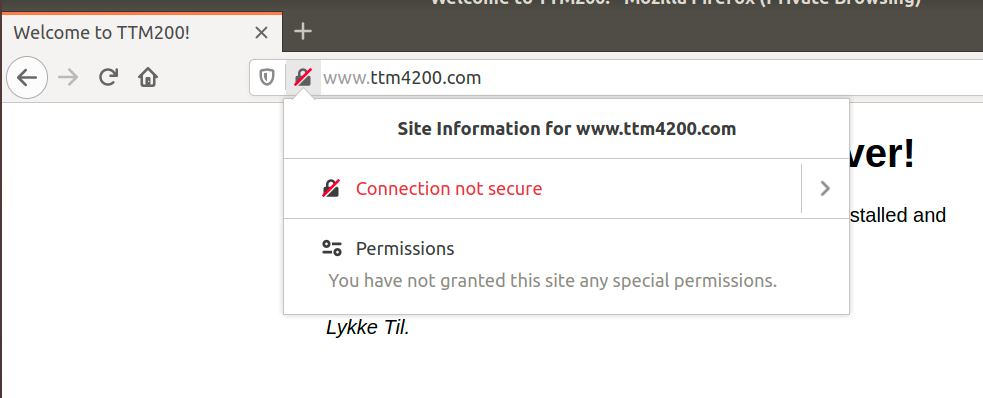 Welcome to TTM200! - Mozilla Firefox (Private Browsing)
Welcome to TTM200!
www.ttm4200.com
Site Information for www.ttm4200.com
ver!
Connection not secure
stalled and
Permissions
You have not granted this site any special permissions.
Lykke Til.